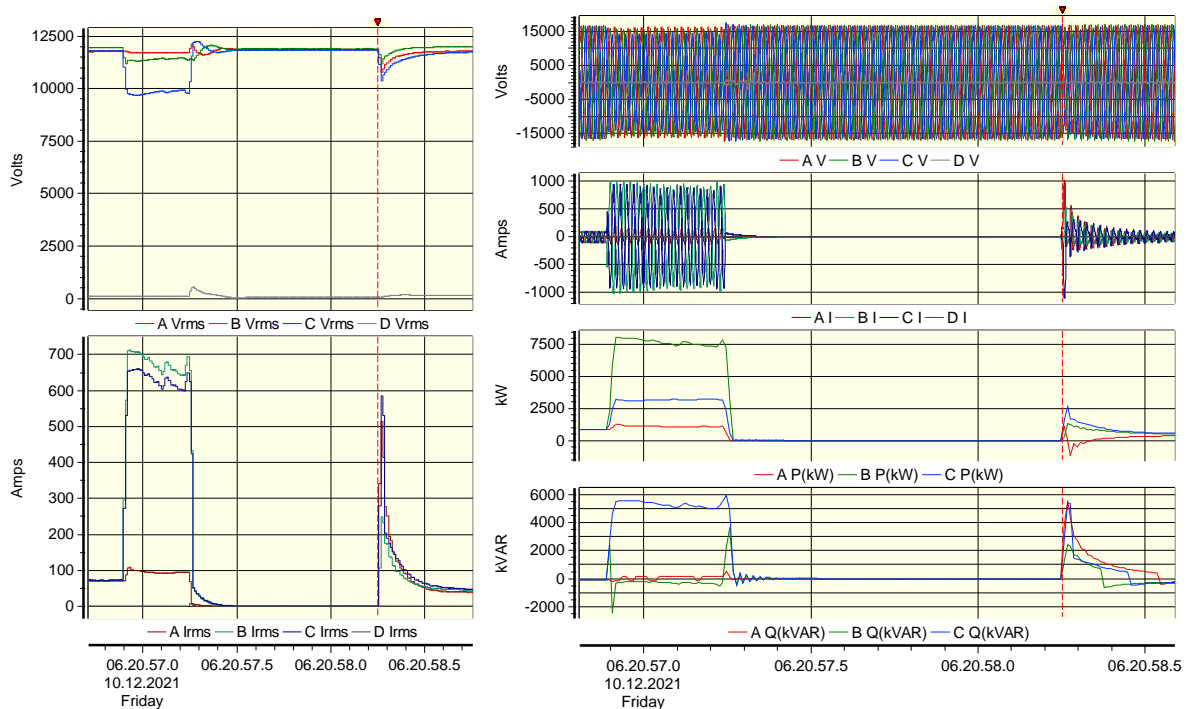 12500
10000
7500
5000
2500
0
Volts
A Vrms B Vrms C Vrms D Vrms
700
600
500
400
300
200
100
0
Amps
A Irms B Irms C Irms D Irms
06.20.57.0 06.20.57.5 06.20.58.0 06.20.58.5
10.12.2021
Friday
15000
5000
-5000
-15000
Volts
A V B V C V D V
1000
500
0
-500
-1000
Amps
A I B I C I D I
7500
5000
2500
0
kW
A P(kW) B P(kW) C P(kW)
6000
4000
2000
0
-2000
kVAR
A Q(kVAR) B Q(kVAR) C Q(kVAR)
06.20.57.0 06.20.57.5 06.20.58.0 06.20.58.5
10.12.2021
Friday